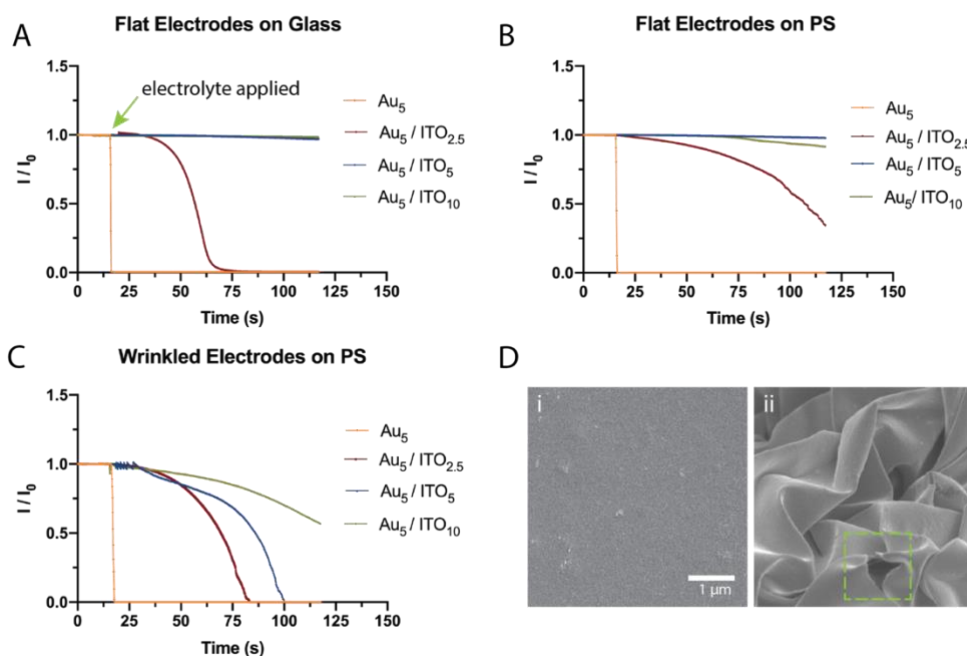 A
Flat Electrodes on Glass
electrolyte applied
I / I₀
1.5
1.0
0.5
0.0
0 25 50 75 100 125 150
Time (s)
Au₅
Au₅ / ITO₂.₅
Au₅ / ITO₅
Au₅ / ITO₁₀
B
Flat Electrodes on PS
I / I₀
1.5
1.0
0.5
0.0
0 25 50 75 100 125 150
Time (s)
Au₅
Au₅ / ITO₂.₅
Au₅ / ITO₅
Au₅/ ITO₁₀
C
Wrinkled Electrodes on PS
I / I₀
1.5
1.0
0.5
0.0
0 25 50 75 100 125 150
Time (s)
Au₅
Au₅ / ITO₂.₅
Au₅ / ITO₅
Au₅ / ITO₁₀
D
i
1 μm
ii